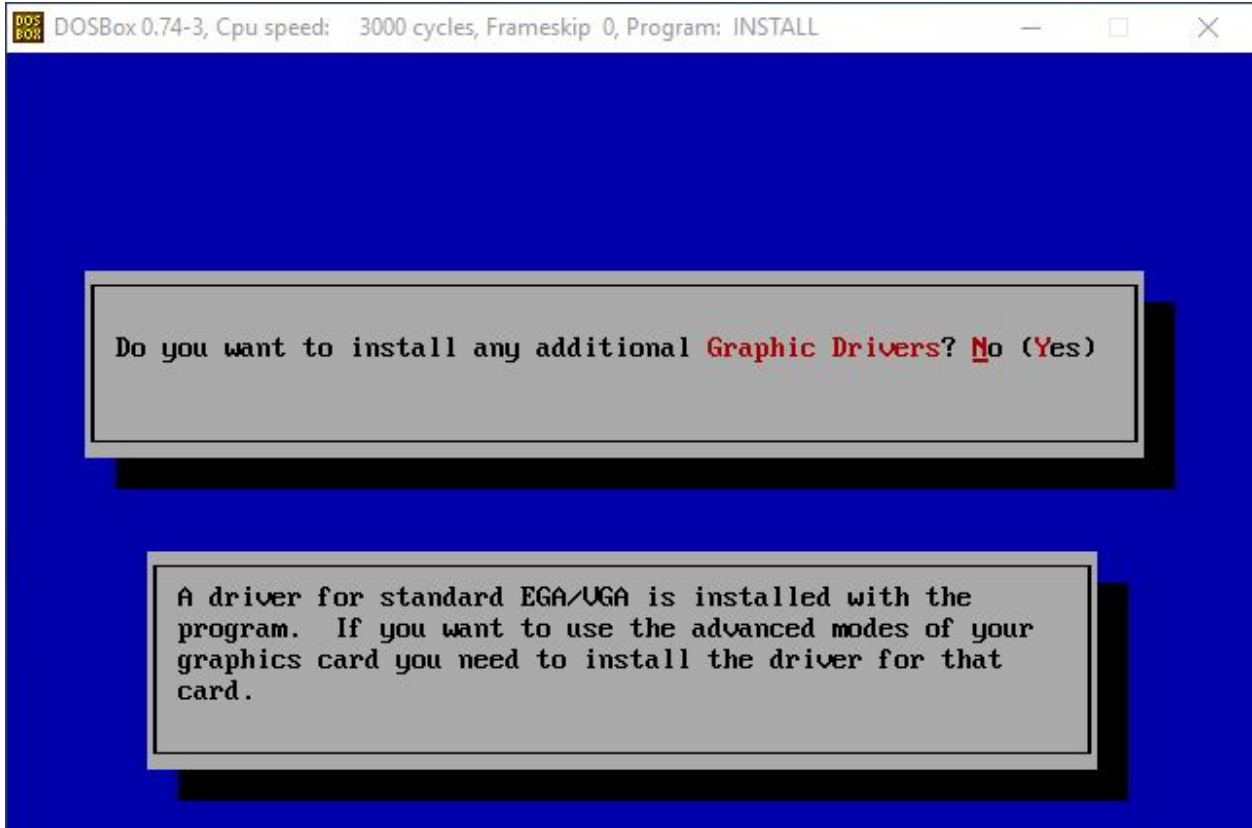 DOS
BOX
DOSBox 0.74-3, Cpu speed: 3000 cycles, Frameskip 0, Program: INSTALL
Do you want to install any additional Graphic Drivers? No (Yes)
A driver for standard EGA/VGA is installed with the
program. If you want to use the advanced modes of your
graphics card you need to install the driver for that
card.